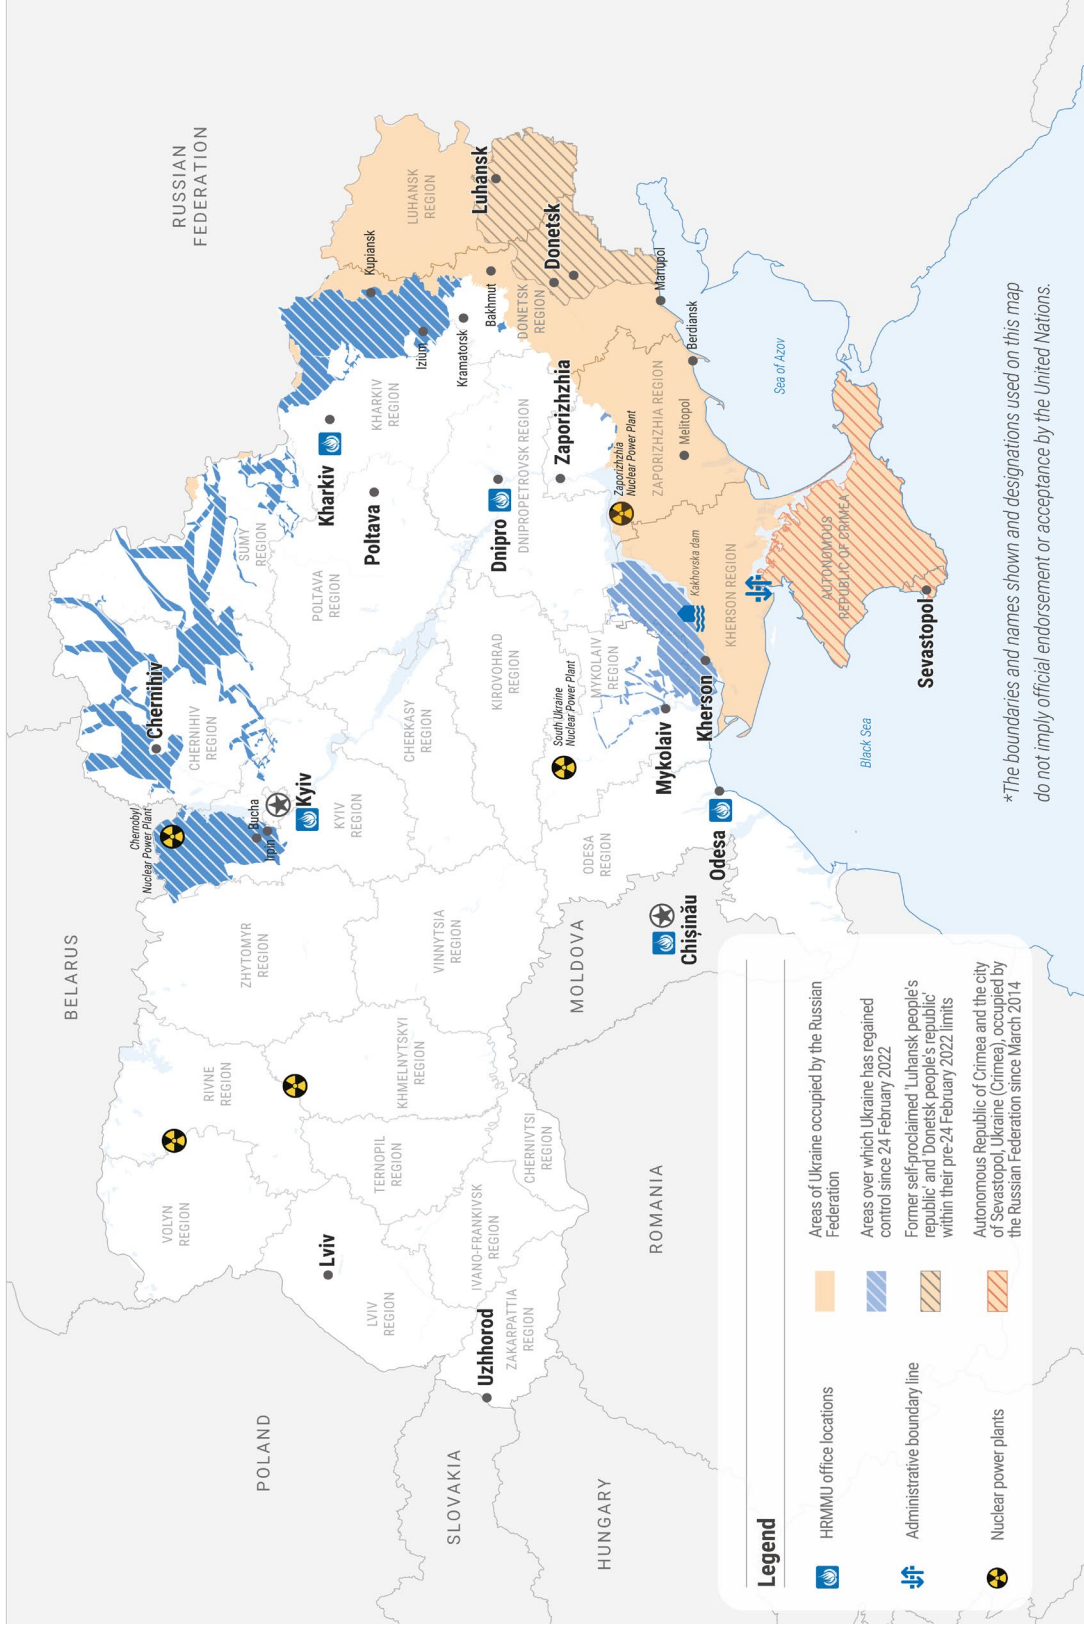 RUSSIAN
FEDERATION
BELARUS
POLAND
SLOVAKIA
HUNGARY
ROMANIA
MOLDOVA
VOLYN
REGION
RIVNE
REGION
ZHYTOMYR
REGION
KYIV
REGION
CHERNIHIV
REGION
SUMY
REGION
LVIV
REGION
TERNOPIL
REGION
KHMELNYTSKYI
REGION
VINNYTSIA
REGION
CHERKASY
REGION
POLTAVA
REGION
KHARKIV
REGION
LUHANSK
REGION
ZAKARPATTIA
REGION
IVANO-FRANKIVSK
REGION
CHERNIVTSI
REGION
ODESA
REGION
KIROVOHRAD
REGION
MYKOLAIV
REGION
DNIPROPETROVSK REGION
DONETSK
REGION
ZAPORIZHZHIA REGION
KHERSON REGION
AUTONOMOUS
REPUBLIC OF CRIMEA
Chernobyl
Nuclear Power Plant
Bucha
Irpin
Kyiv
Chernihiv
Kharkiv
Poltava
Kupiansk
Izium
Kramatorsk
Bakhmut
Luhansk
Donetsk
Mariupol
Berdiansk
Melitopol
Dnipro
Zaporizhzhia
Zaporizhzhia
Nuclear Power Plant
Kakhovska dam
South Ukraine
Nuclear Power Plant
Mykolaiv
Kherson
Odesa
Chișinău
Lviv
Uzhhorod
Sevastopol
Sea of Azov
Black Sea
Legend
HRMMU office locations
Administrative boundary line
Nuclear power plants
Areas of Ukraine occupied by the Russian
Federation
Areas over which Ukraine has regained
control since 24 February 2022
Former self-proclaimed 'Luhansk people's
republic' and 'Donetsk people's republic'
within their pre-24 February 2022 limits
Autonomous Republic of Crimea and the city
of Sevastopol, Ukraine (Crimea), occupied by
the Russian Federation since March 2014
*The boundaries and names shown and designations used on this map
do not imply official endorsement or acceptance by the United Nations.